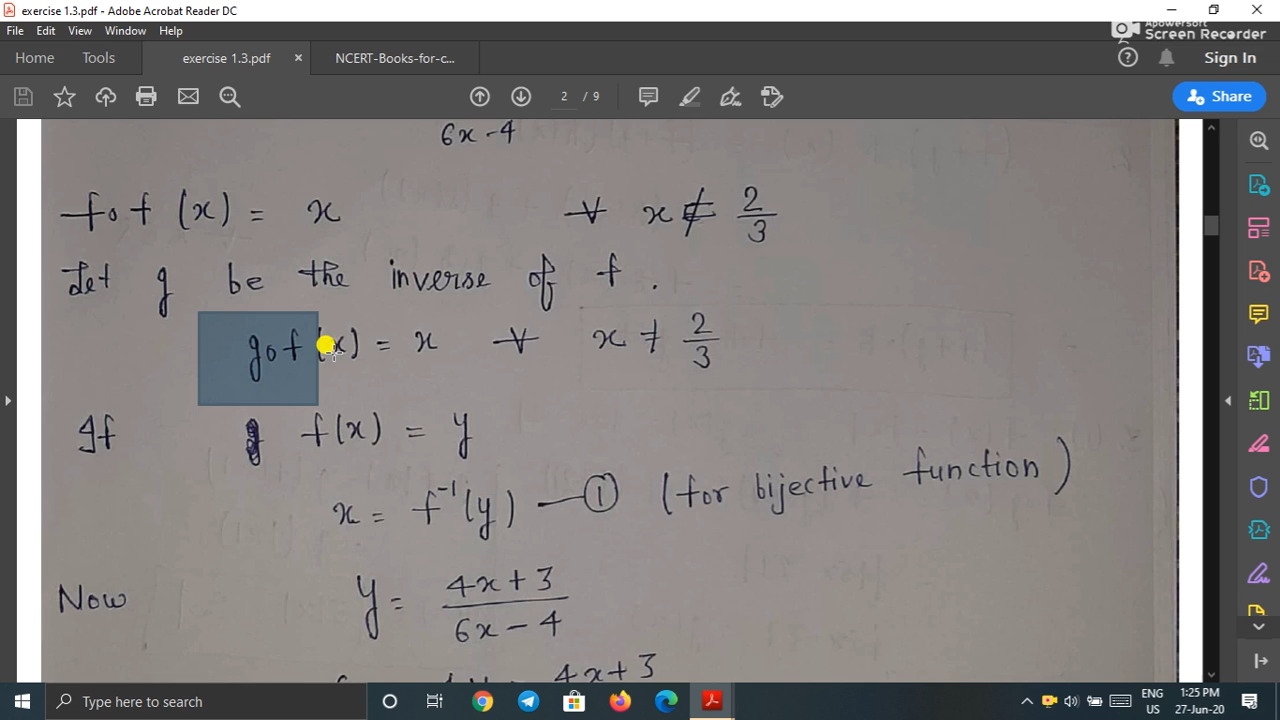 exercise 1.3.pdf - Adobe Acrobat Reader DC
File Edit View Window Help
Apowersoft
Screen Recorder
Home Tools exercise 1.3.pdf × NCERT-Books-for-c... Sign In
2 / 9 Share
6x-4
fof (x) = x ∀ x ≠ 2/3
Let g be the inverse of f .
gof (x) = x ∀ x ≠ 2/3
If f(x) = y
x = f⁻¹(y) — ① (for bijective function)
Now y = 4x+3/6x-4
4x+3
Type here to search
ENG
US
1:25 PM
27-Jun-20